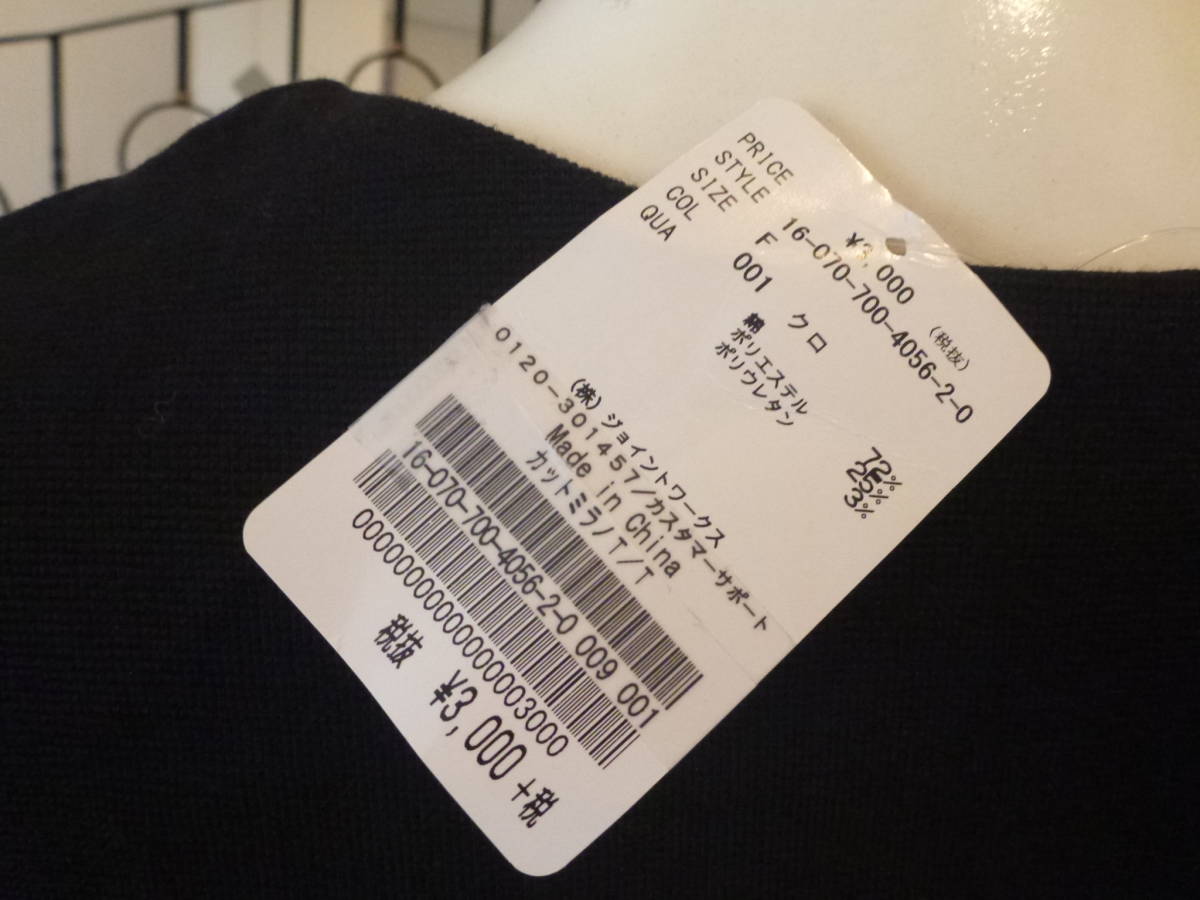 PRICE ¥3,000 (税抜)
STYLE 16-070-700-4056-2-0
SIZE F
COL 001 クロ
QUA 綿 72%
ポリエステル 25%
ポリウレタン 3%
(株)ジョイントワークス
0120-301457/カスタマーサポート
Made in China
カットミラノT/T
16-070-700-4056-2-0 009 001
0000000000000003000
税抜 ¥3,000+税